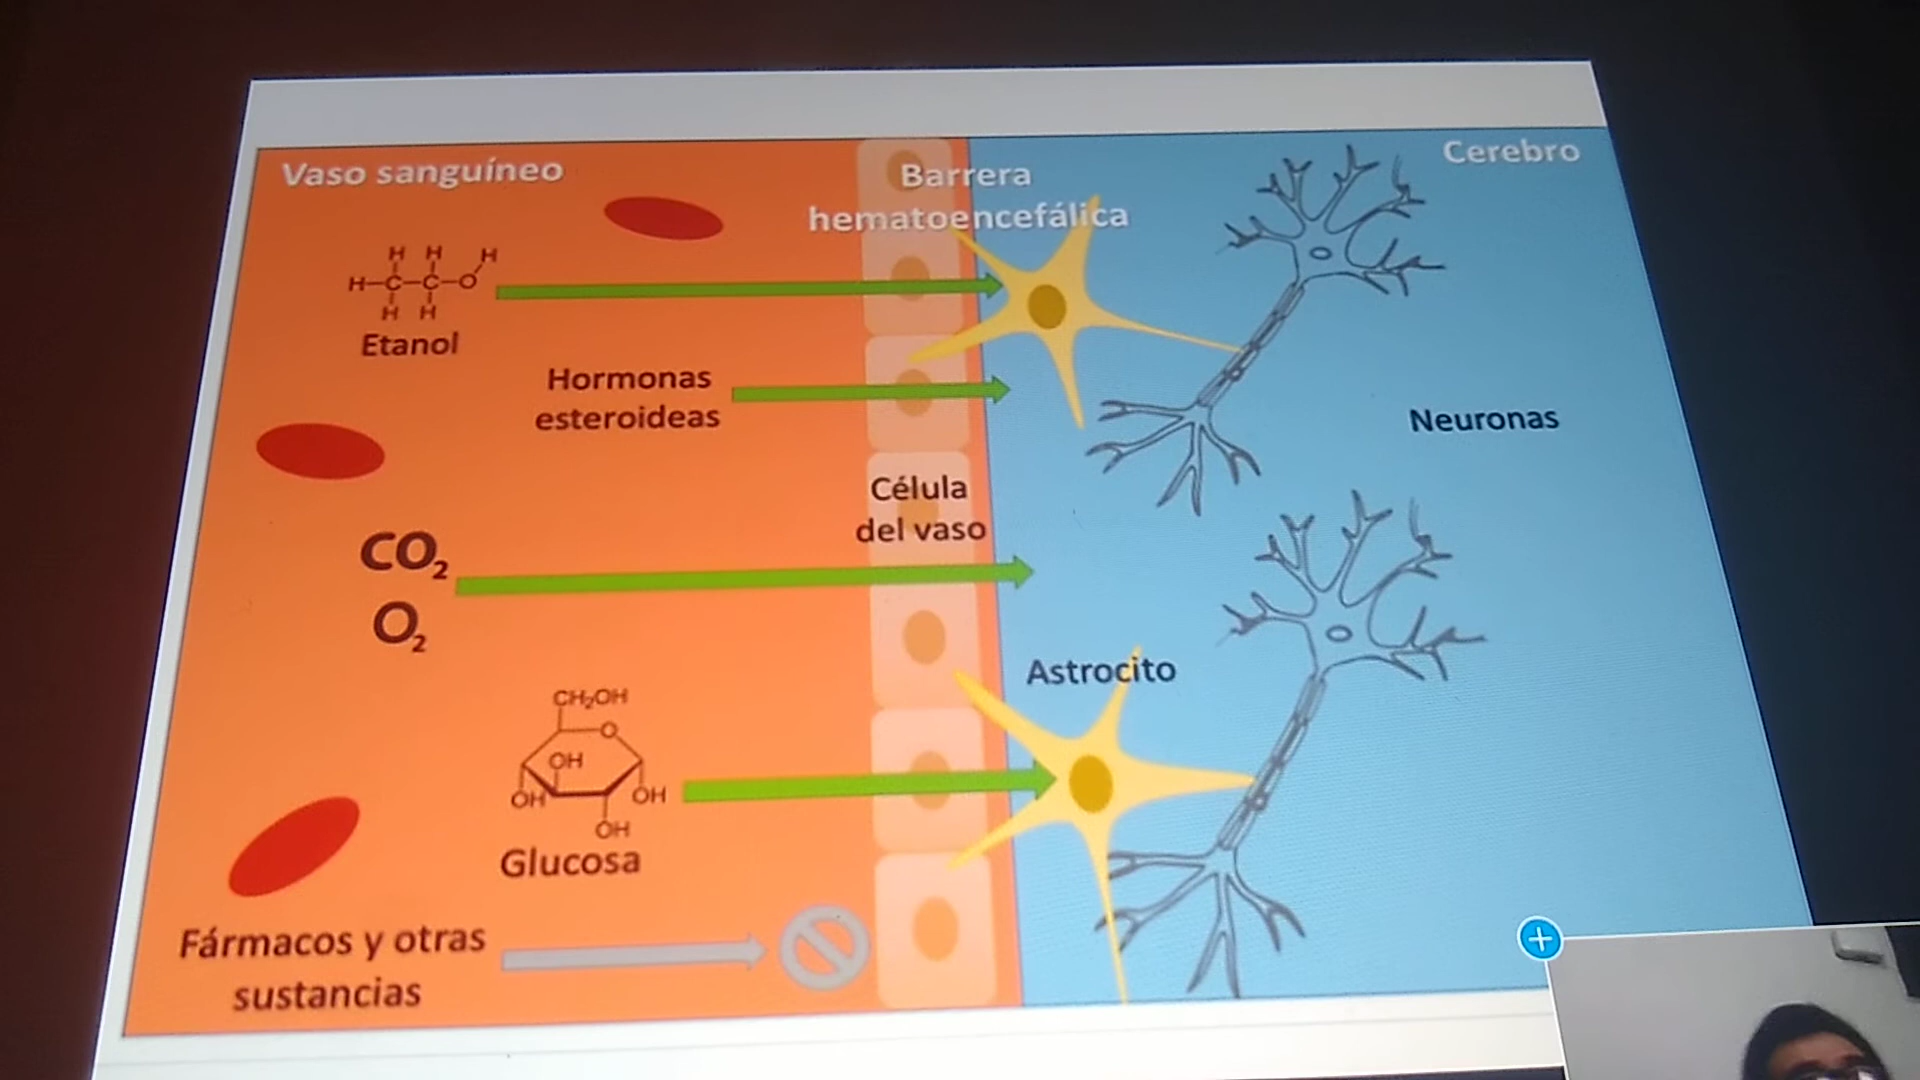 Vaso sanguíneo
Barrera
hematoencefálica
Cerebro
H H H
H-C-C-O
H H
Etanol
Hormonas
esteroideas
Neuronas
Célula
del vaso
CO₂
O₂
Astrocito
CH₂OH
O
OH
OH
OH
OH
Glucosa
Fármacos y otras
sustancias